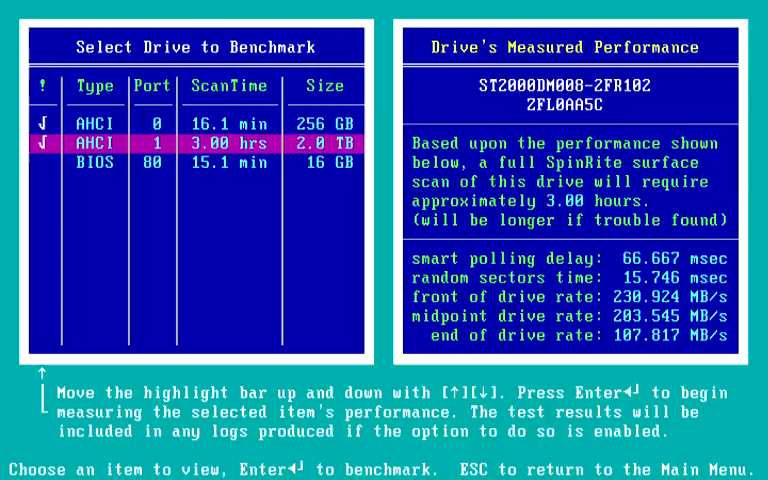 Select Drive to Benchmark
! Type Port ScanTime Size
√ AHCI 0 16.1 min 256 GB
√ AHCI 1 3.00 hrs 2.0 TB
BIOS 80 15.1 min 16 GB
Drive's Measured Performance
ST2000DM008-2FR102
ZFL0AA5C
Based upon the performance shown
below, a full SpinRite surface
scan of this drive will require
approximately 3.00 hours.
(will be longer if trouble found)
smart polling delay: 66.667 msec
random sectors time: 15.746 msec
front of drive rate: 230.924 MB/s
midpoint drive rate: 203.545 MB/s
end of drive rate: 107.817 MB/s
Move the highlight bar up and down with [↑][↓]. Press Enter◄┘ to begin
measuring the selected item's performance. The test results will be
included in any logs produced if the option to do so is enabled.
Choose an item to view, Enter◄┘ to benchmark. ESC to return to the Main Menu.